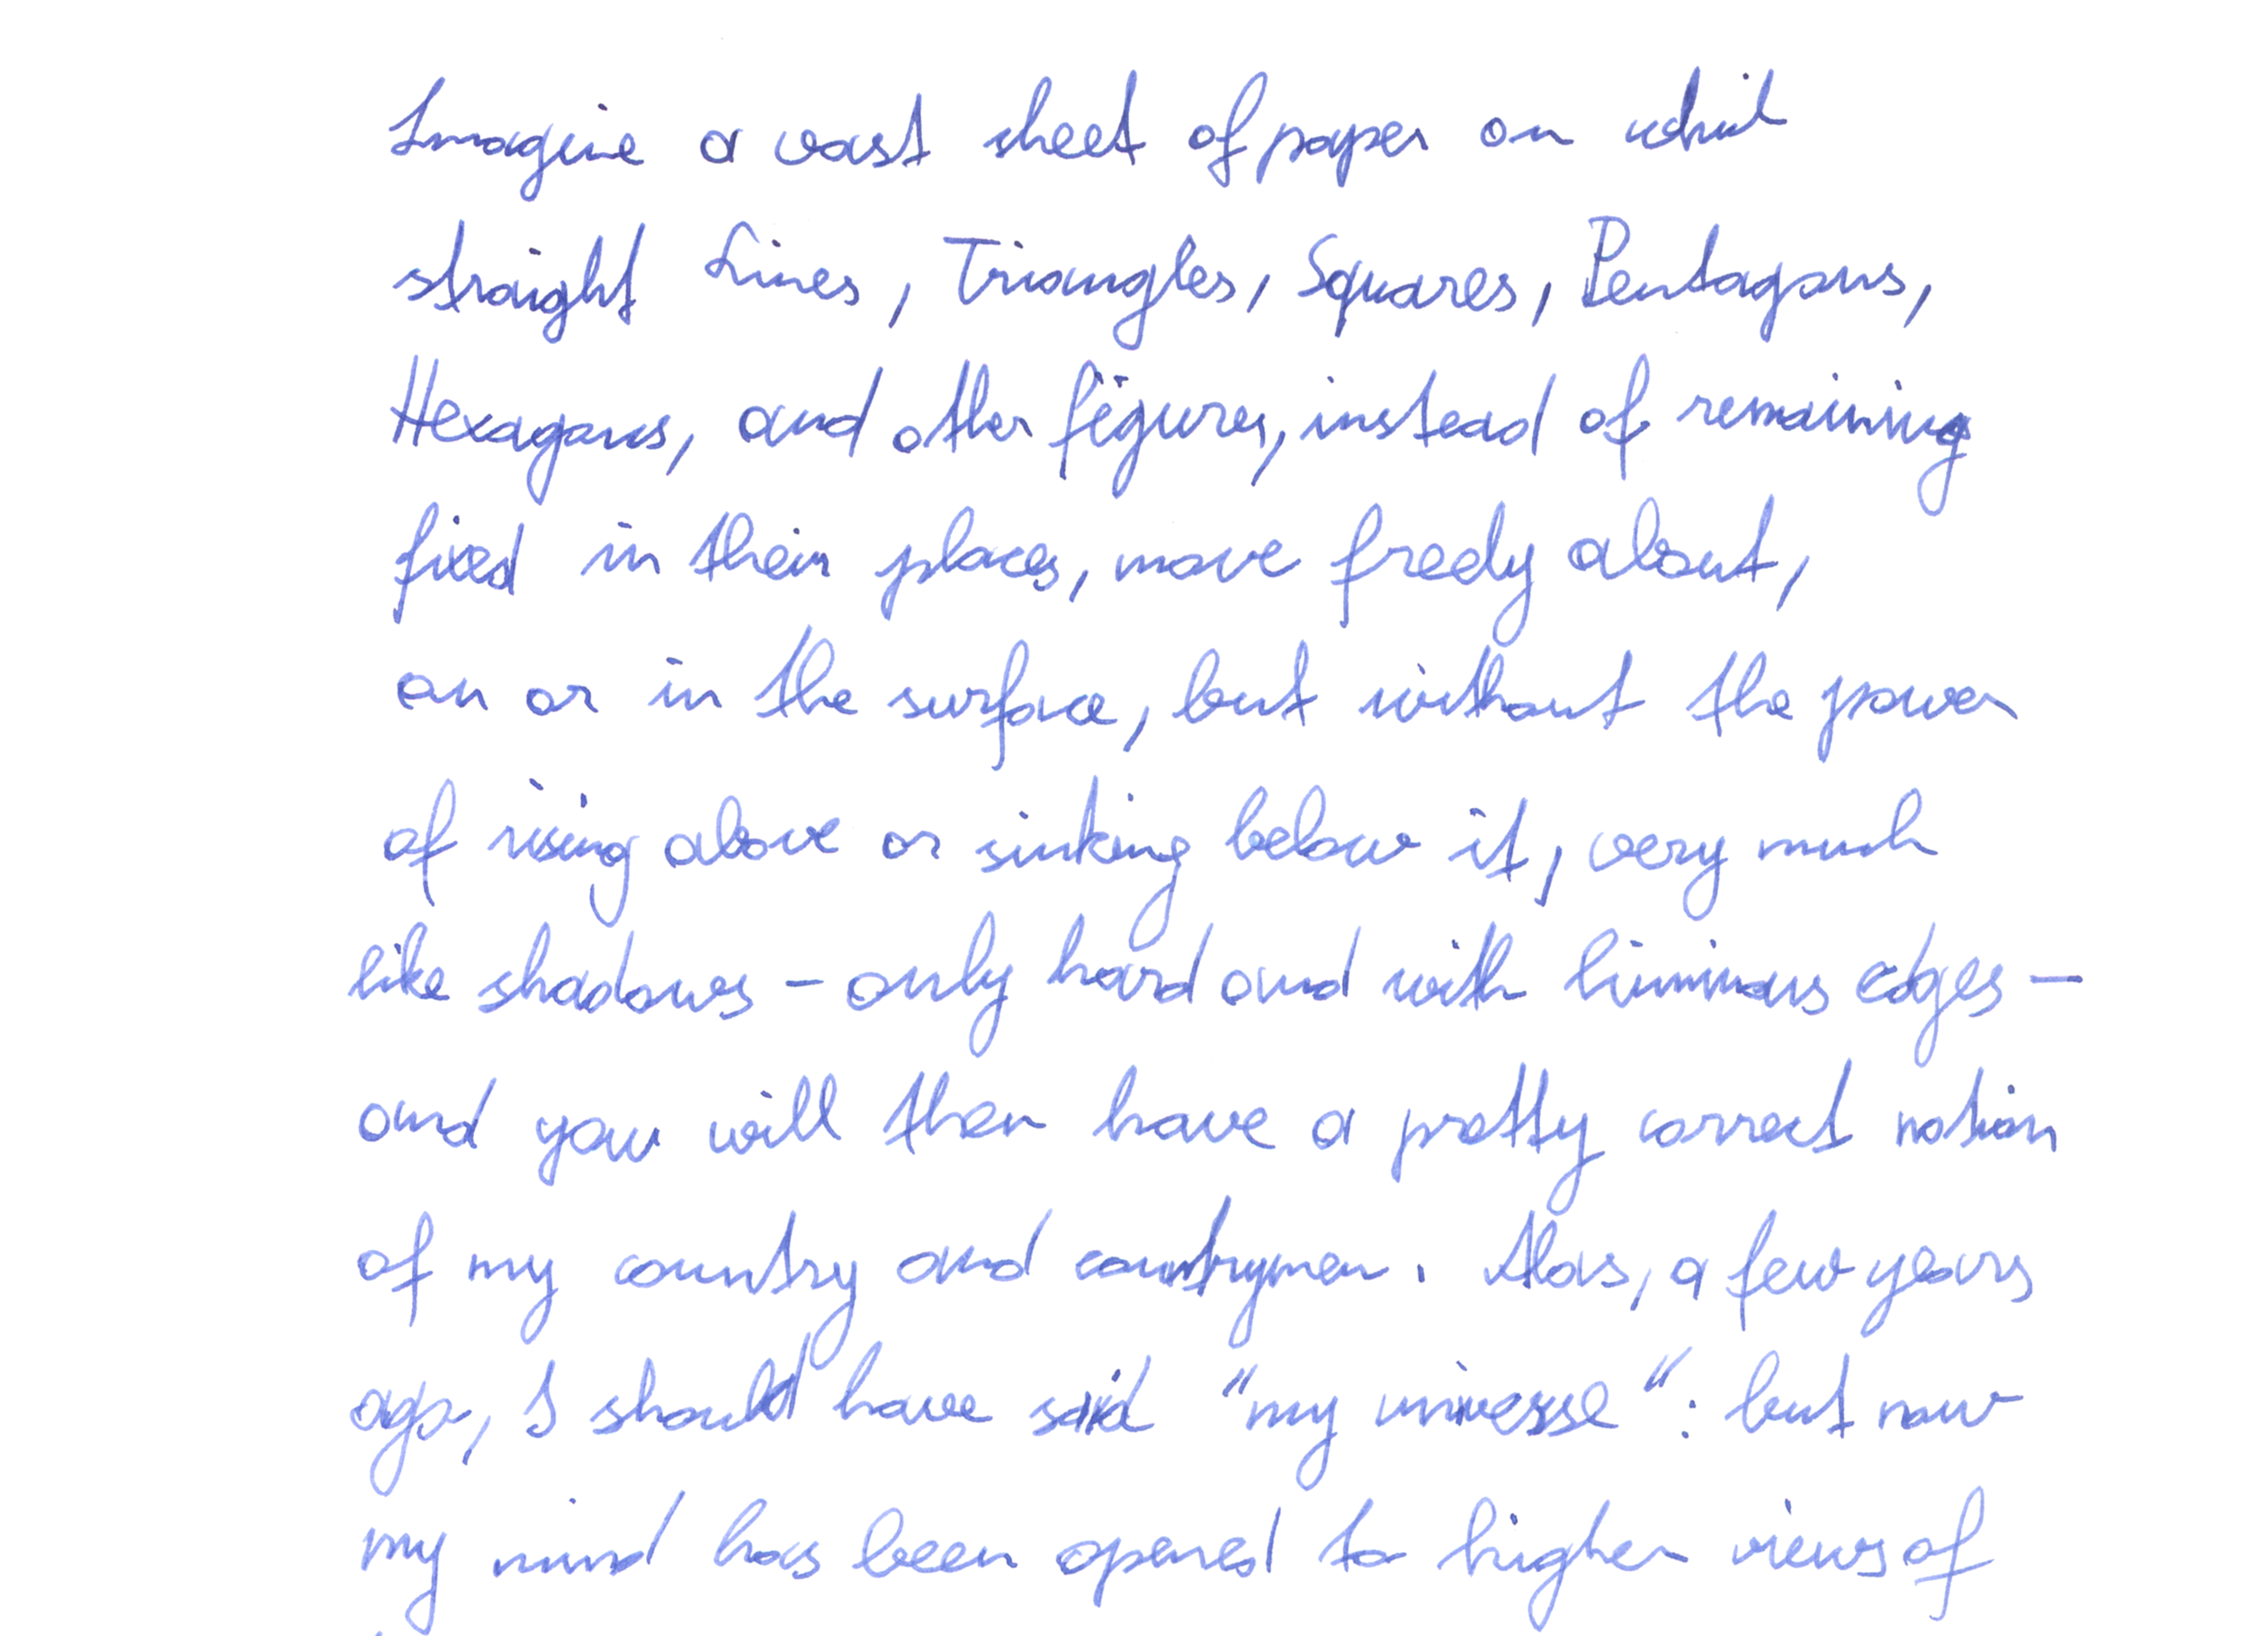 Imagine a vast sheet of paper on which
straight Lines, Triangles, Squares, Pentagons,
Hexagons, and other figures, instead of remaining
fixed in their places, move freely about,
on or in the surface, but without the power
of rising above or sinking below it, very much
like shadows - only hard and with luminous edges -
and you will then have a pretty correct notion
of my country and countrymen. Alas, a few years
ago, I should have said "my universe": but now
my mind has been opened to higher views of